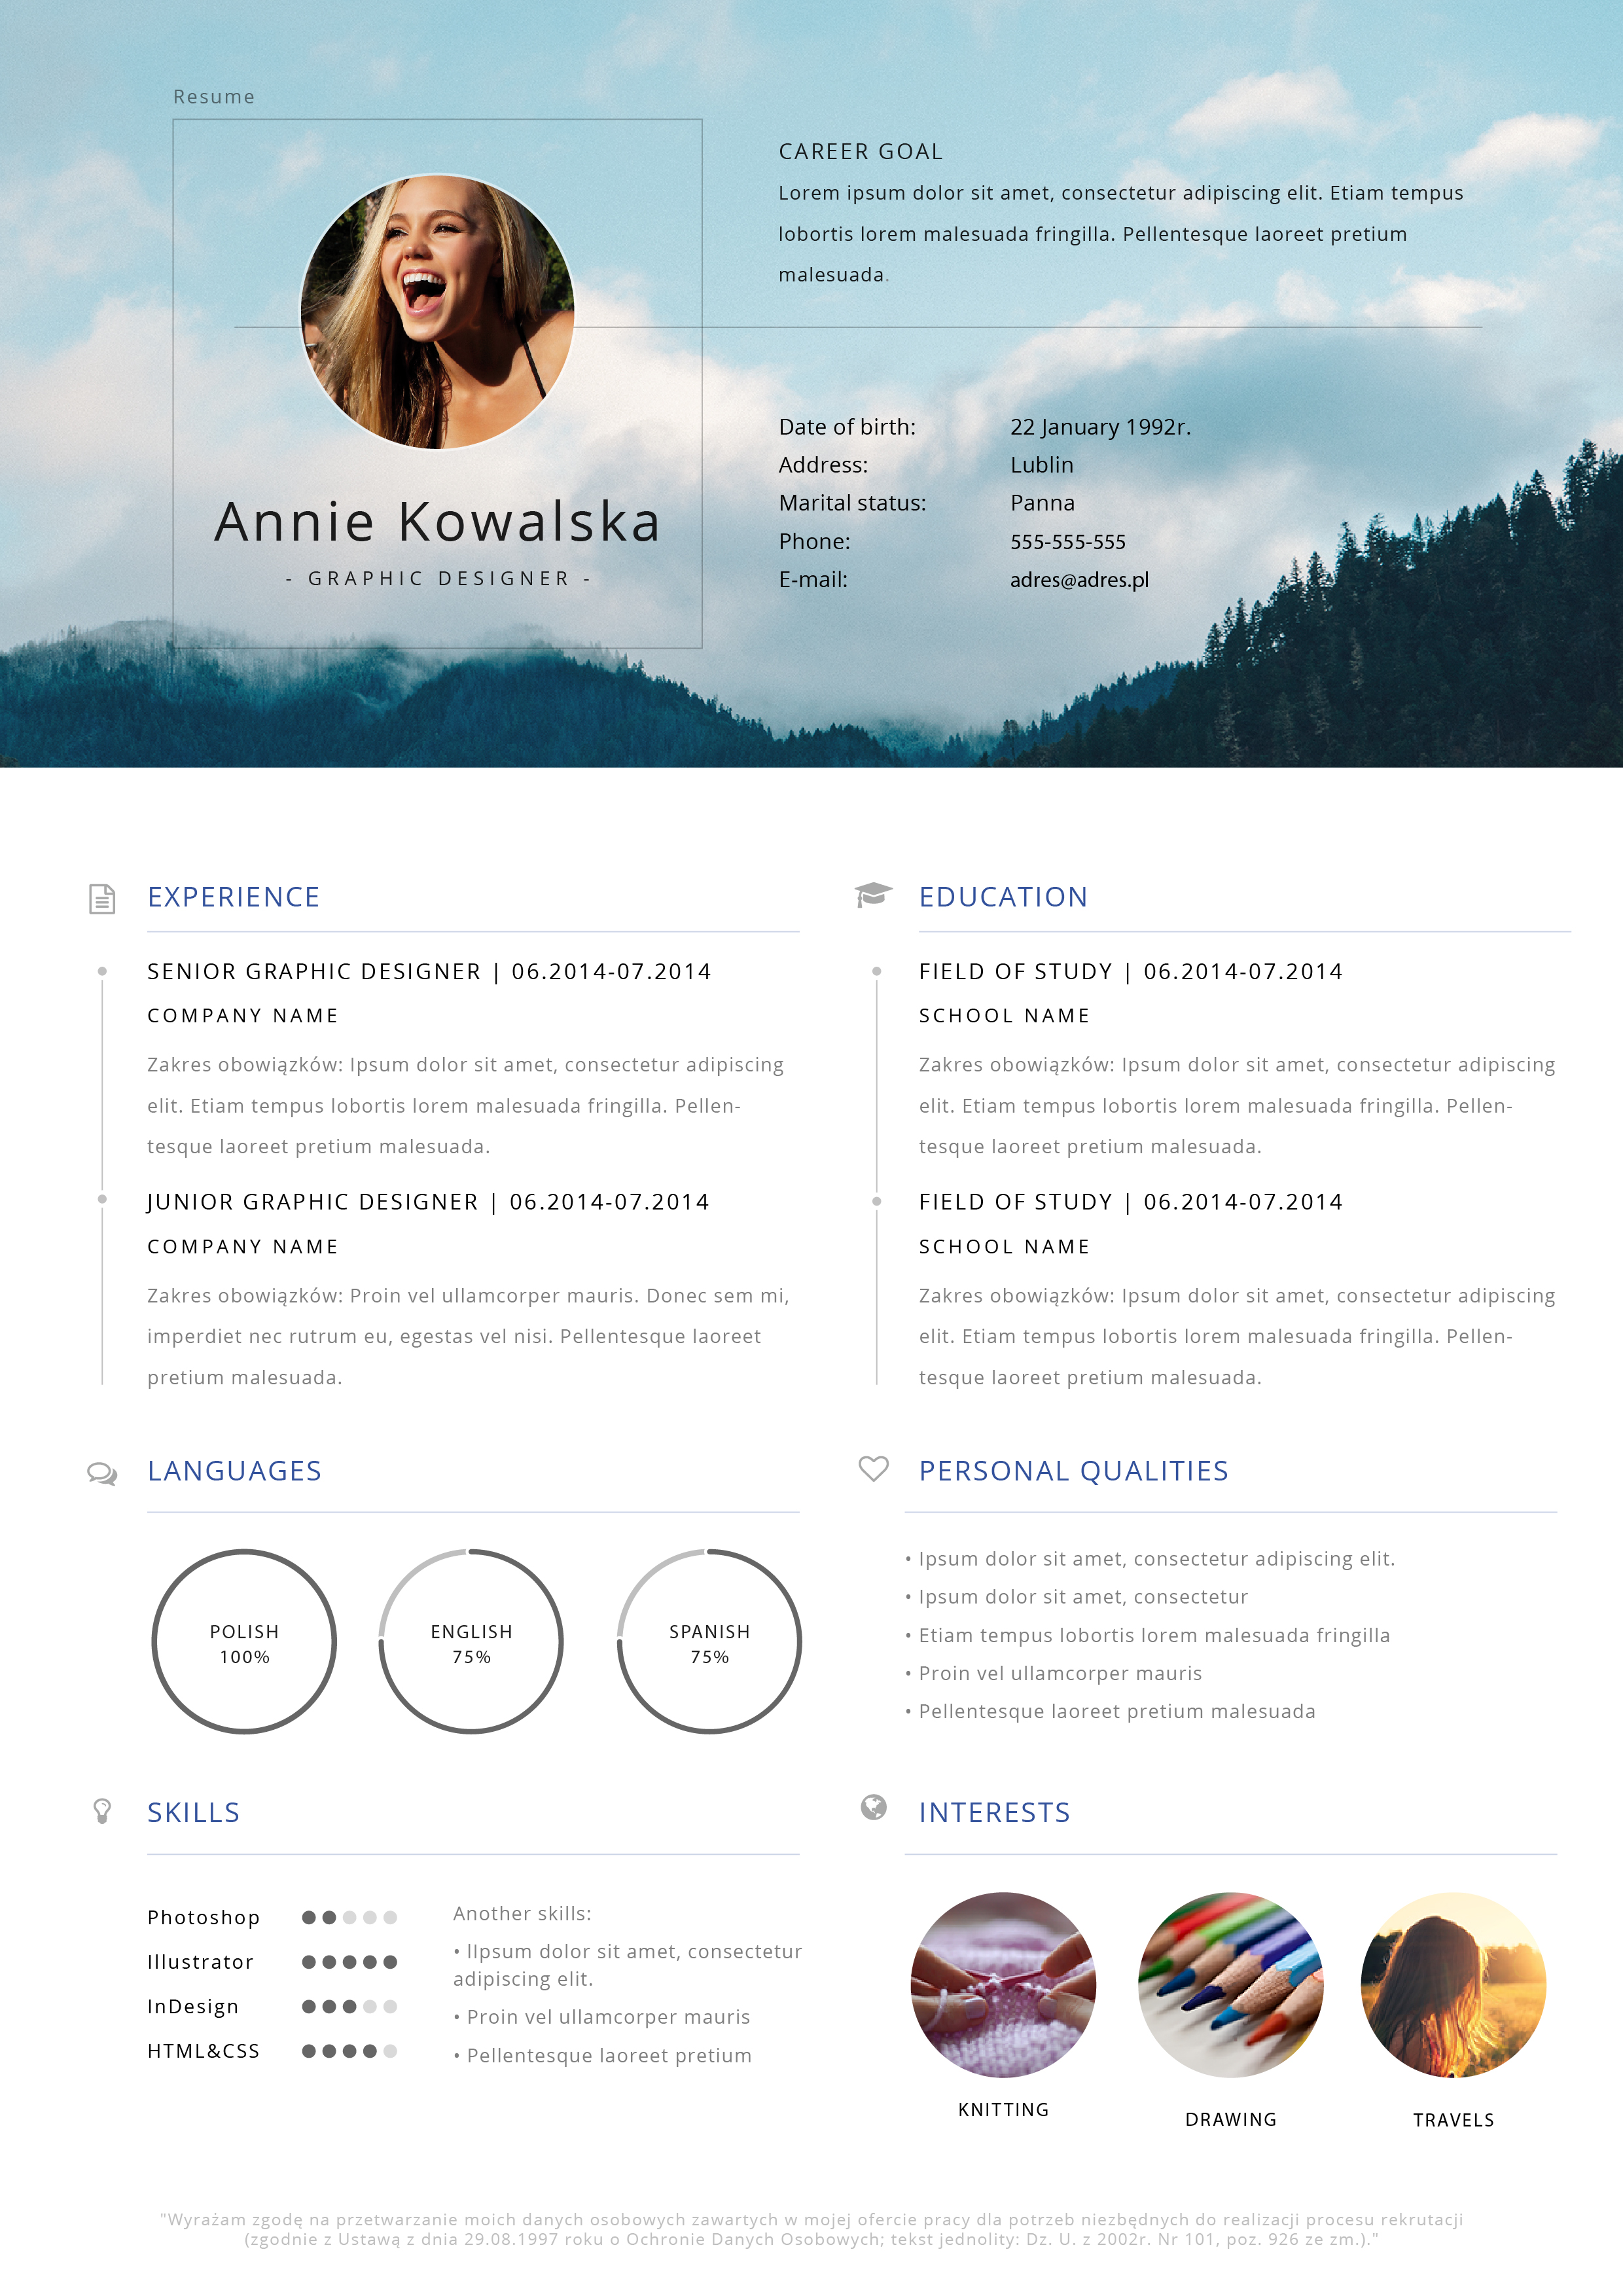 Resume
Annie Kowalska
- GRAPHIC DESIGNER -
CAREER GOAL
Lorem ipsum dolor sit amet, consectetur adipiscing elit. Etiam tempus
lobortis lorem malesuada fringilla. Pellentesque laoreet pretium
malesuada.
Date of birth: 22 January 1992r.
Address: Lublin
Marital status: Panna
Phone: 555-555-555
E-mail: adres@adres.pl
EXPERIENCE
SENIOR GRAPHIC DESIGNER | 06.2014-07.2014
COMPANY NAME
Zakres obowiązków: Ipsum dolor sit amet, consectetur adipiscing
elit. Etiam tempus lobortis lorem malesuada fringilla. Pellen-
tesque laoreet pretium malesuada.
JUNIOR GRAPHIC DESIGNER | 06.2014-07.2014
COMPANY NAME
Zakres obowiązków: Proin vel ullamcorper mauris. Donec sem mi,
imperdiet nec rutrum eu, egestas vel nisi. Pellentesque laoreet
pretium malesuada.
EDUCATION
FIELD OF STUDY | 06.2014-07.2014
SCHOOL NAME
Zakres obowiązków: Ipsum dolor sit amet, consectetur adipiscing
elit. Etiam tempus lobortis lorem malesuada fringilla. Pellen-
tesque laoreet pretium malesuada.
FIELD OF STUDY | 06.2014-07.2014
SCHOOL NAME
Zakres obowiązków: Ipsum dolor sit amet, consectetur adipiscing
elit. Etiam tempus lobortis lorem malesuada fringilla. Pellen-
tesque laoreet pretium malesuada.
LANGUAGES
POLISH
100%
ENGLISH
75%
SPANISH
75%
PERSONAL QUALITIES
• Ipsum dolor sit amet, consectetur adipiscing elit.
• Ipsum dolor sit amet, consectetur
• Etiam tempus lobortis lorem malesuada fringilla
• Proin vel ullamcorper mauris
• Pellentesque laoreet pretium malesuada
SKILLS
Photoshop
Illustrator
InDesign
HTML&CSS
Another skills:
• lIpsum dolor sit amet, consectetur
adipiscing elit.
• Proin vel ullamcorper mauris
• Pellentesque laoreet pretium
INTERESTS
KNITTING
DRAWING
TRAVELS
"Wyrażam zgodę na przetwarzanie moich danych osobowych zawartych w mojej ofercie pracy dla potrzeb niezbędnych do realizacji procesu rekrutacji
(zgodnie z Ustawą z dnia 29.08.1997 roku o Ochronie Danych Osobowych; tekst jednolity: Dz. U. z 2002r. Nr 101, poz. 926 ze zm.)."